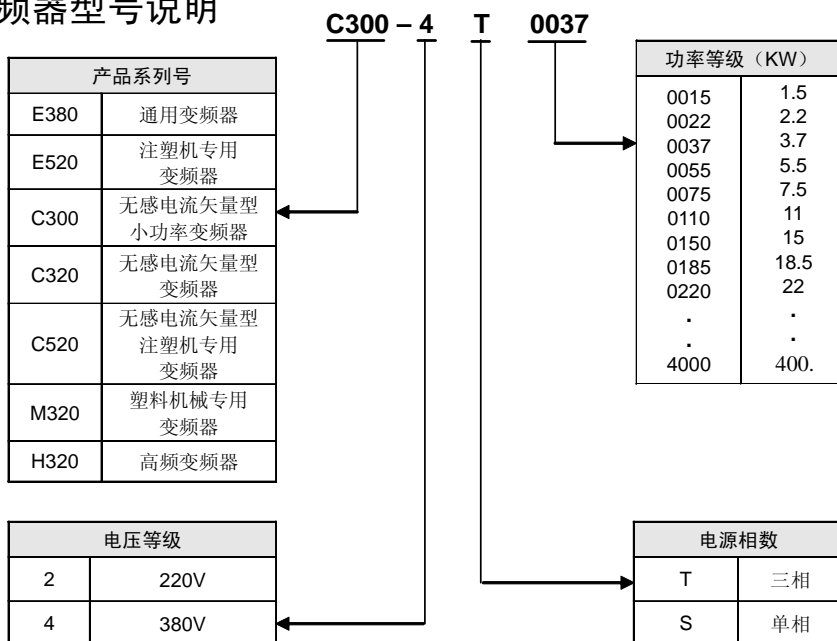 频器型号说明
C300 – 4 T 0037
产品系列号
E380 通用变频器
E520 注塑机专用
变频器
C300 无感电流矢量型
小功率变频器
C320 无感电流矢量型
变频器
C520 无感电流矢量型
注塑机专用
变频器
M320 塑料机械专用
变频器
H320 高频变频器
功率等级（KW）
0015 1.5
0022 2.2
0037 3.7
0055 5.5
0075 7.5
0110 11
0150 15
0185 18.5
0220 22
. .
. .
4000 400.
电压等级
2 220V
4 380V
电源相数
T 三相
S 单相